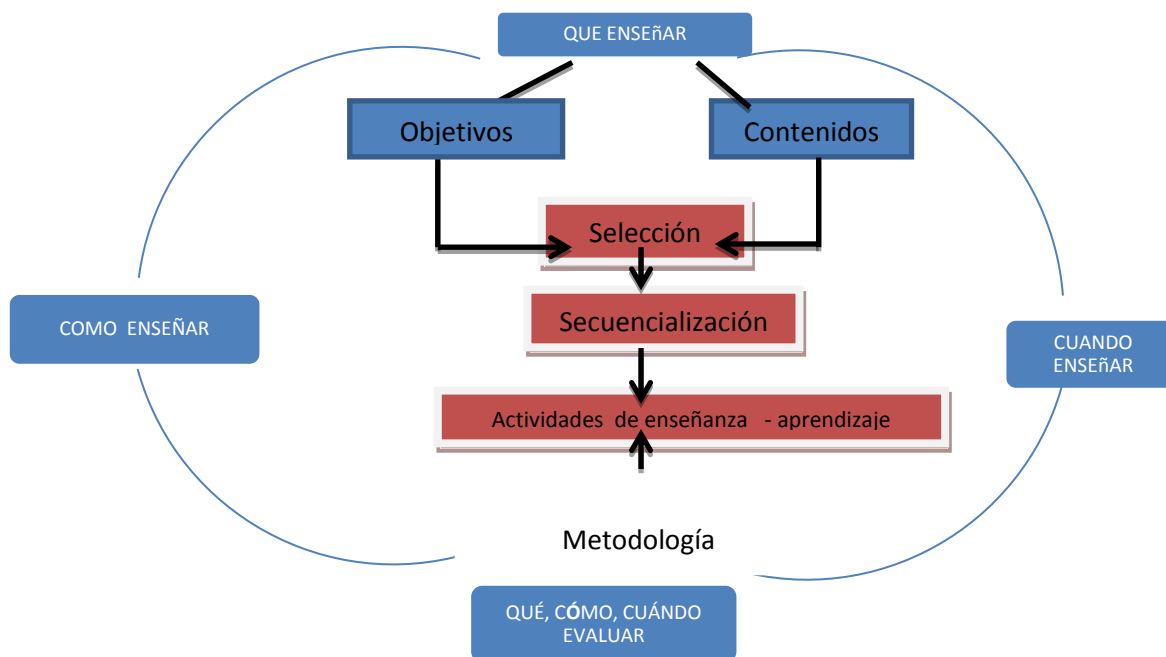 QUE ENSEñAR
Objetivos
Contenidos
Selección
COMO ENSEÑAR
Secuencialización
CUANDO
ENSEñAR
Actividades de enseñanza - aprendizaje
Metodología
QUÉ, CÓMO, CUÁNDO
EVALUAR